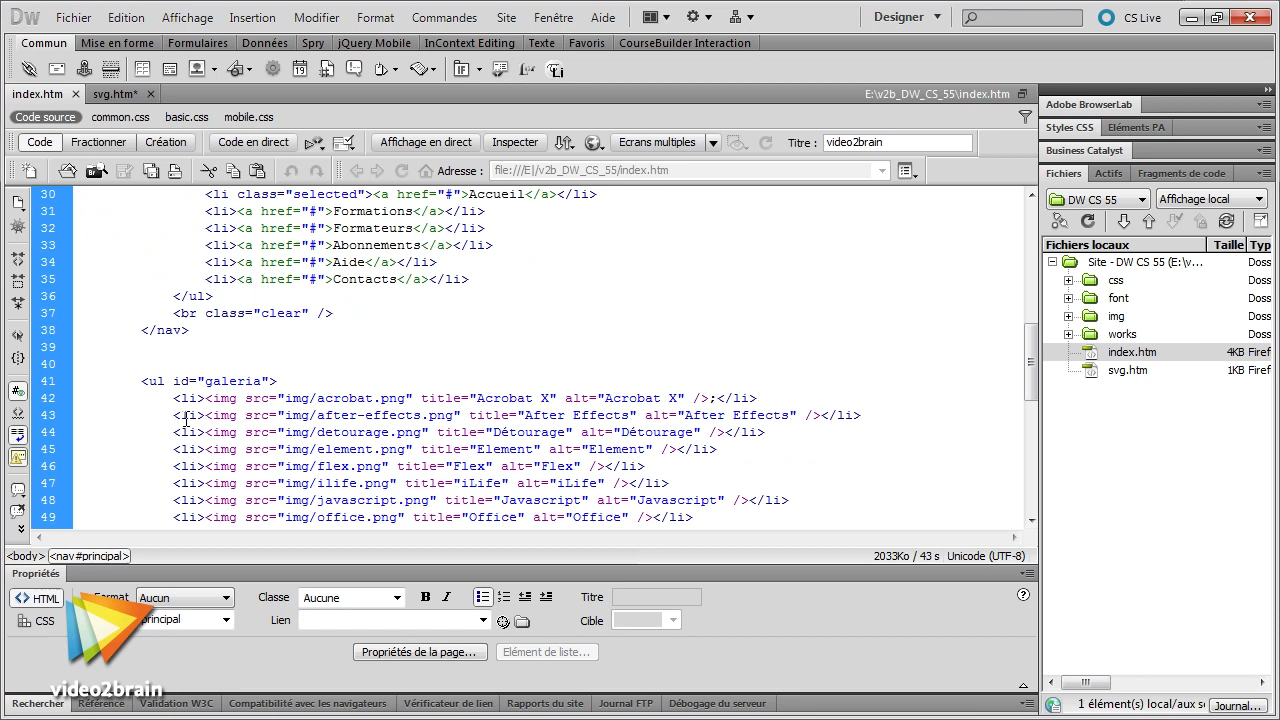 Dw Fichier Edition Affichage Insertion Modifier Format Commandes Site Fenêtre Aide Designer CS Live
Commun Mise en forme Formulaires Données Spry jQuery Mobile InContext Editing Texte Favoris CourseBuilder Interaction
index.htm svg.htm* E:\v2b_DW_CS_55\index.htm
Code source common.css basic.css mobile.css
Code Fractionner Création Code en direct Affichage en direct Inspecter Ecrans multiples Titre : video2brain
Adresse : file:///E|/v2b_DW_CS_55/index.htm
30 <li class="selected"><a href="#">Accueil</a></li>
31 <li><a href="#">Formations</a></li>
32 <li><a href="#">Formateurs</a></li>
33 <li><a href="#">Abonnements</a></li>
34 <li><a href="#">Aide</a></li>
35 <li><a href="#">Contacts</a></li>
36 </ul>
37 <br class="clear" />
38 </nav>
39
40
41 <ul id="galeria">
42 <li><img src="img/acrobat.png" title="Acrobat X" alt="Acrobat X" />;</li>
43 <li><img src="img/after-effects.png" title="After Effects" alt="After Effects" /></li>
44 <li><img src="img/detourage.png" title="Détourage" alt="Détourage" /></li>
45 <li><img src="img/element.png" title="Element" alt="Element" /></li>
46 <li><img src="img/flex.png" title="Flex" alt="Flex" /></li>
47 <li><img src="img/ilife.png" title="iLife" alt="iLife" /></li>
48 <li><img src="img/javascript.png" title="Javascript" alt="Javascript" /></li>
49 <li><img src="img/office.png" title="Office" alt="Office" /></li>
<body> <nav#principal> 2033Ko / 43 s Unicode (UTF-8)
Propriétés
<> HTML Format Aucun Classe Aucune B I Titre
CSS principal Lien Cible
Propriétés de la page... Elément de liste...
video2brain
Rechercher Référence Validation W3C Compatibilité avec les navigateurs Vérificateur de lien Rapports du site Journal FTP Débogage du serveur
Adobe BrowserLab
Styles CSS Eléments PA
Business Catalyst
Fichiers Actifs Fragments de code
DW CS 55 Affichage local
Fichiers locaux Taille Typ
Site - DW CS 55 (E:\v... Doss
css Doss
font Doss
img Doss
works Doss
index.htm 4KB Firef
svg.htm 1KB Firef
1 élément(s) local/aux s Journal...